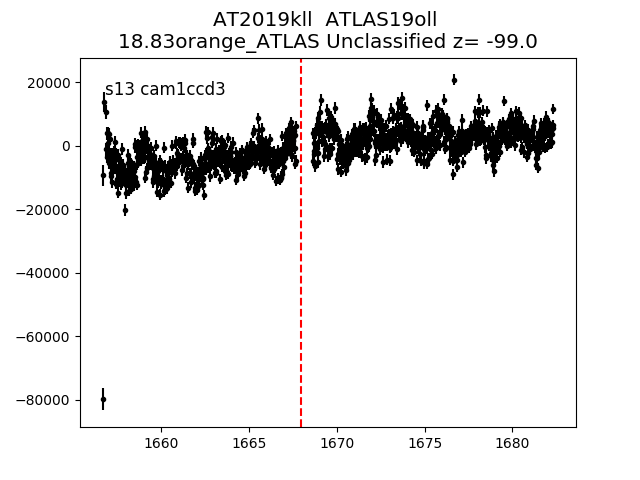 AT2019kll  ATLAS19oll
18.83orange_ATLAS Unclassified z= -99.0
s13 cam1ccd3
20000
0
−20000
−40000
−60000
−80000
1660 1665 1670 1675 1680